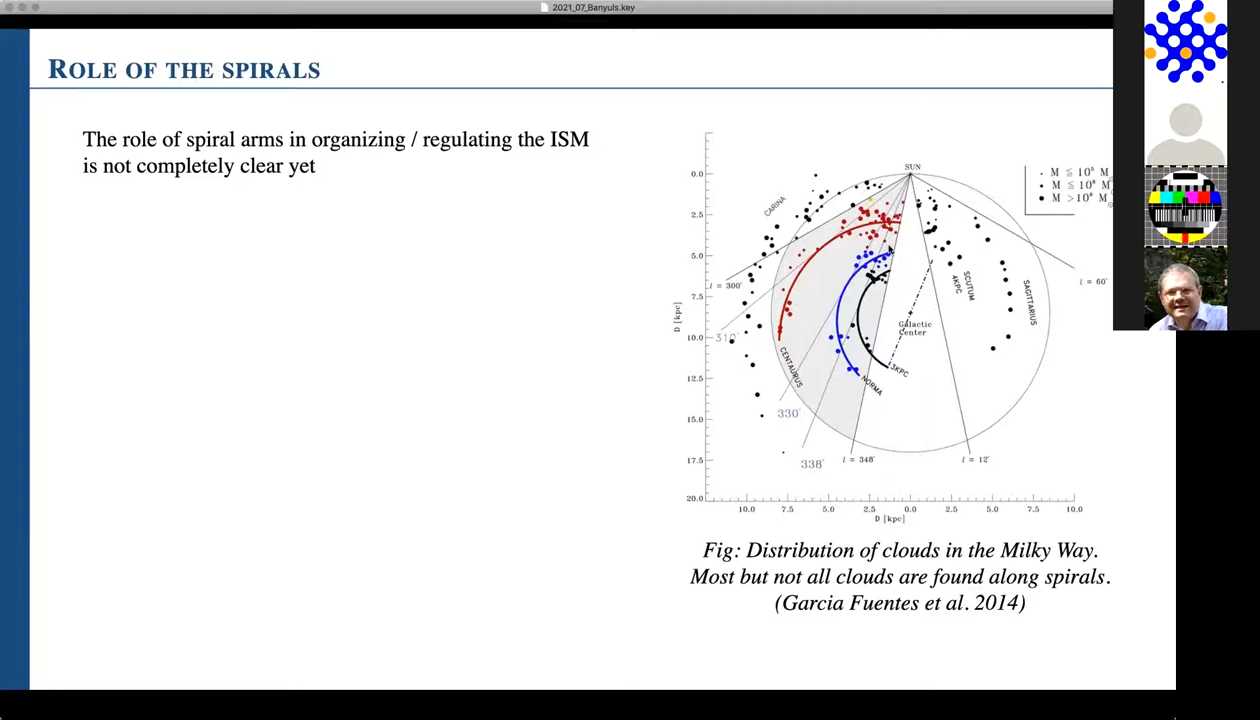 2021_07_Banyuls.key
ROLE OF THE SPIRALS
The role of spiral arms in organizing / regulating the ISM
is not completely clear yet
SUN
M ≦ 10⁵ M
M ≦ 10⁶ M
M >10⁶ M⊙
CARINA
0.0
2.5
5.0
7.5
10.0
12.5
15.0
17.5
20.0
D [kpc]
l = 300°
310°
330°
338°
l = 348°
l = 12°
l = 60°
CENTAURUS
NORMA
3KPC
Galactic
Center
SCUTUM
4KPC
SAGITTARIUS
10.0 7.5 5.0 2.5 0.0 2.5 5.0 7.5 10.0
D [kpc]
Fig: Distribution of clouds in the Milky Way.
Most but not all clouds are found along spirals.
(Garcia Fuentes et al. 2014)